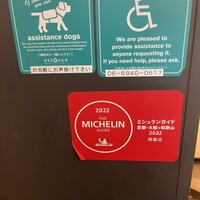 assistance dogs
お気軽にお声掛け下さい
We are pleased to
provide assistance to
anyone requesting it.
If you need help, please ask.
06-6940-0617
2022
THE
MICHELIN
GUIDE
MICHELIN
ミシュランガイド
京都・大阪+和歌山
2022
掲載店